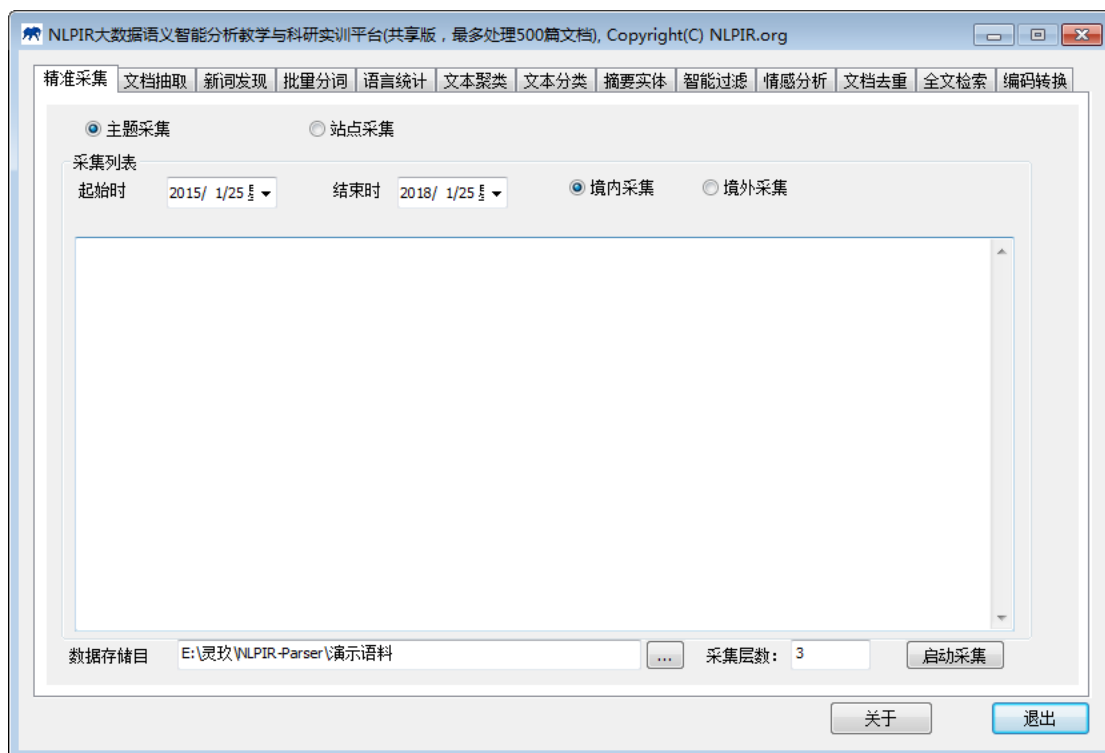 NLPIR大数据语义智能分析教学与科研实训平台(共享版，最多处理500篇文档), Copyright(C) NLPIR.org
精准采集 文档抽取 新词发现 批量分词 语言统计 文本聚类 文本分类 摘要实体 智能过滤 情感分析 文档去重 全文检索 编码转换
主题采集 站点采集
采集列表
起始时 2015/ 1/25 结束时 2018/ 1/25 境内采集 境外采集
数据存储目 E:\灵玖\NLPIR-Parser\演示语料 ... 采集层数： 3 启动采集
关于 退出